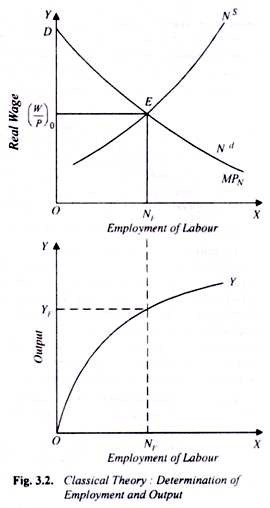 Y
D
N^S
Real Wage
(W/P)_0
E
N^d
MP_N
O
N_F
X
Employment of Labour
Y
Y_F
Y
Output
O
N_F
X
Employment of Labour
Fig. 3.2. Classical Theory : Determination of
Employment and Output